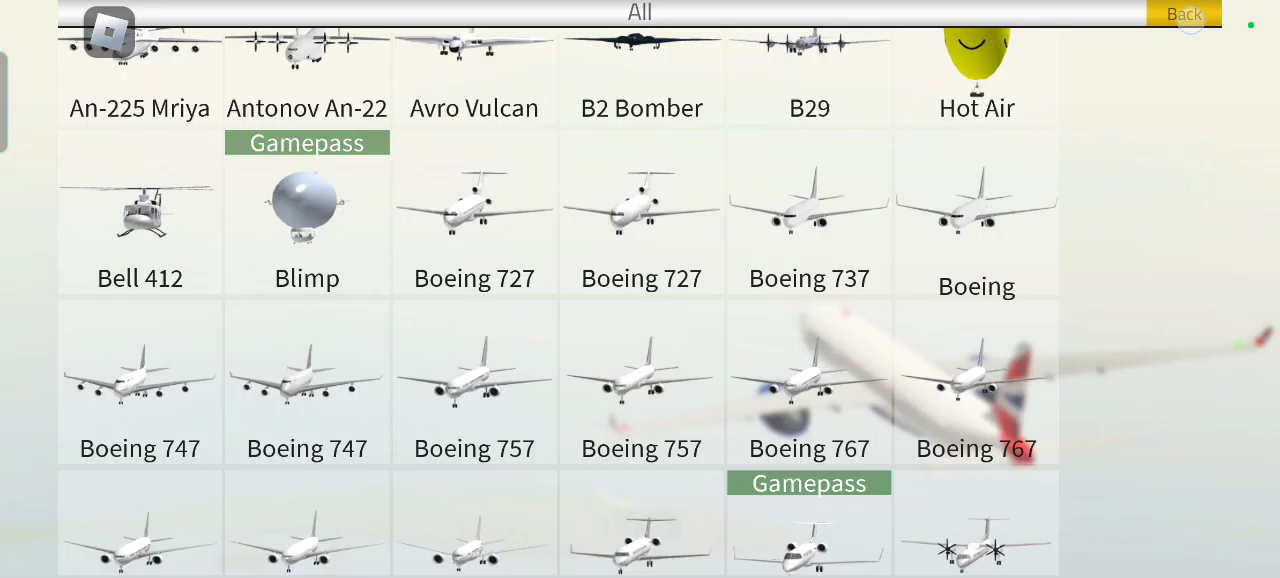 All
Back
An-225 Mriya
Antonov An-22
Avro Vulcan
B2 Bomber
B29
Hot Air
Gamepass
Bell 412
Blimp
Boeing 727
Boeing 727
Boeing 737
Boeing
Boeing 747
Boeing 747
Boeing 757
Boeing 757
Boeing 767
Boeing 767
Gamepass